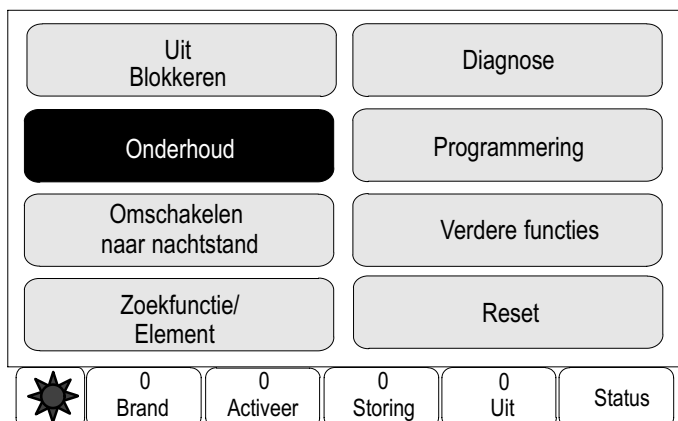 Uit
Blokkeren
Diagnose
Onderhoud
Programmering
Omschakelen
naar nachtstand
Verdere functies
Zoekfunctie/
Element
Reset
0
Brand
0
Activeer
0
Storing
0
Uit
Status